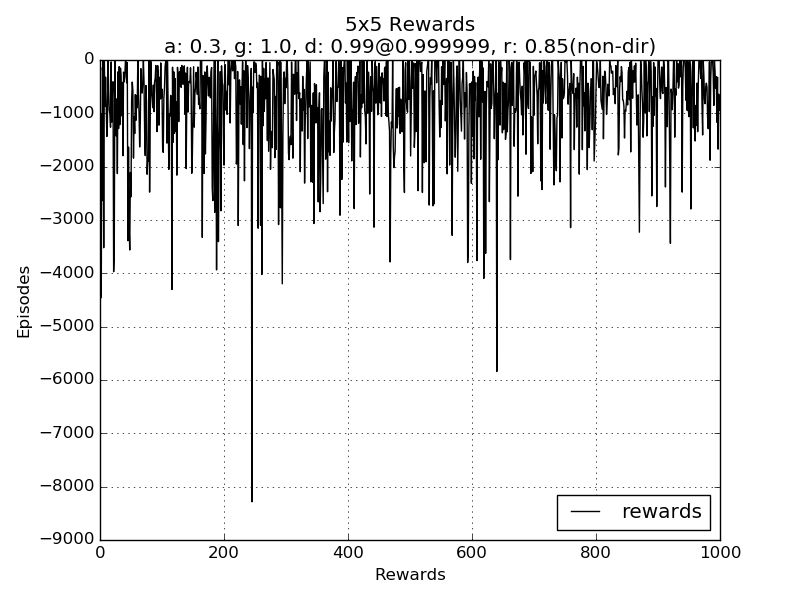 5x5 Rewards
a: 0.3, g: 1.0, d: 0.99@0.999999, r: 0.85(non-dir)
0
−1000
−2000
−3000
−4000
−5000
−6000
−7000
−8000
−9000
Episodes
rewards
0 200 400 600 800 1000
Rewards